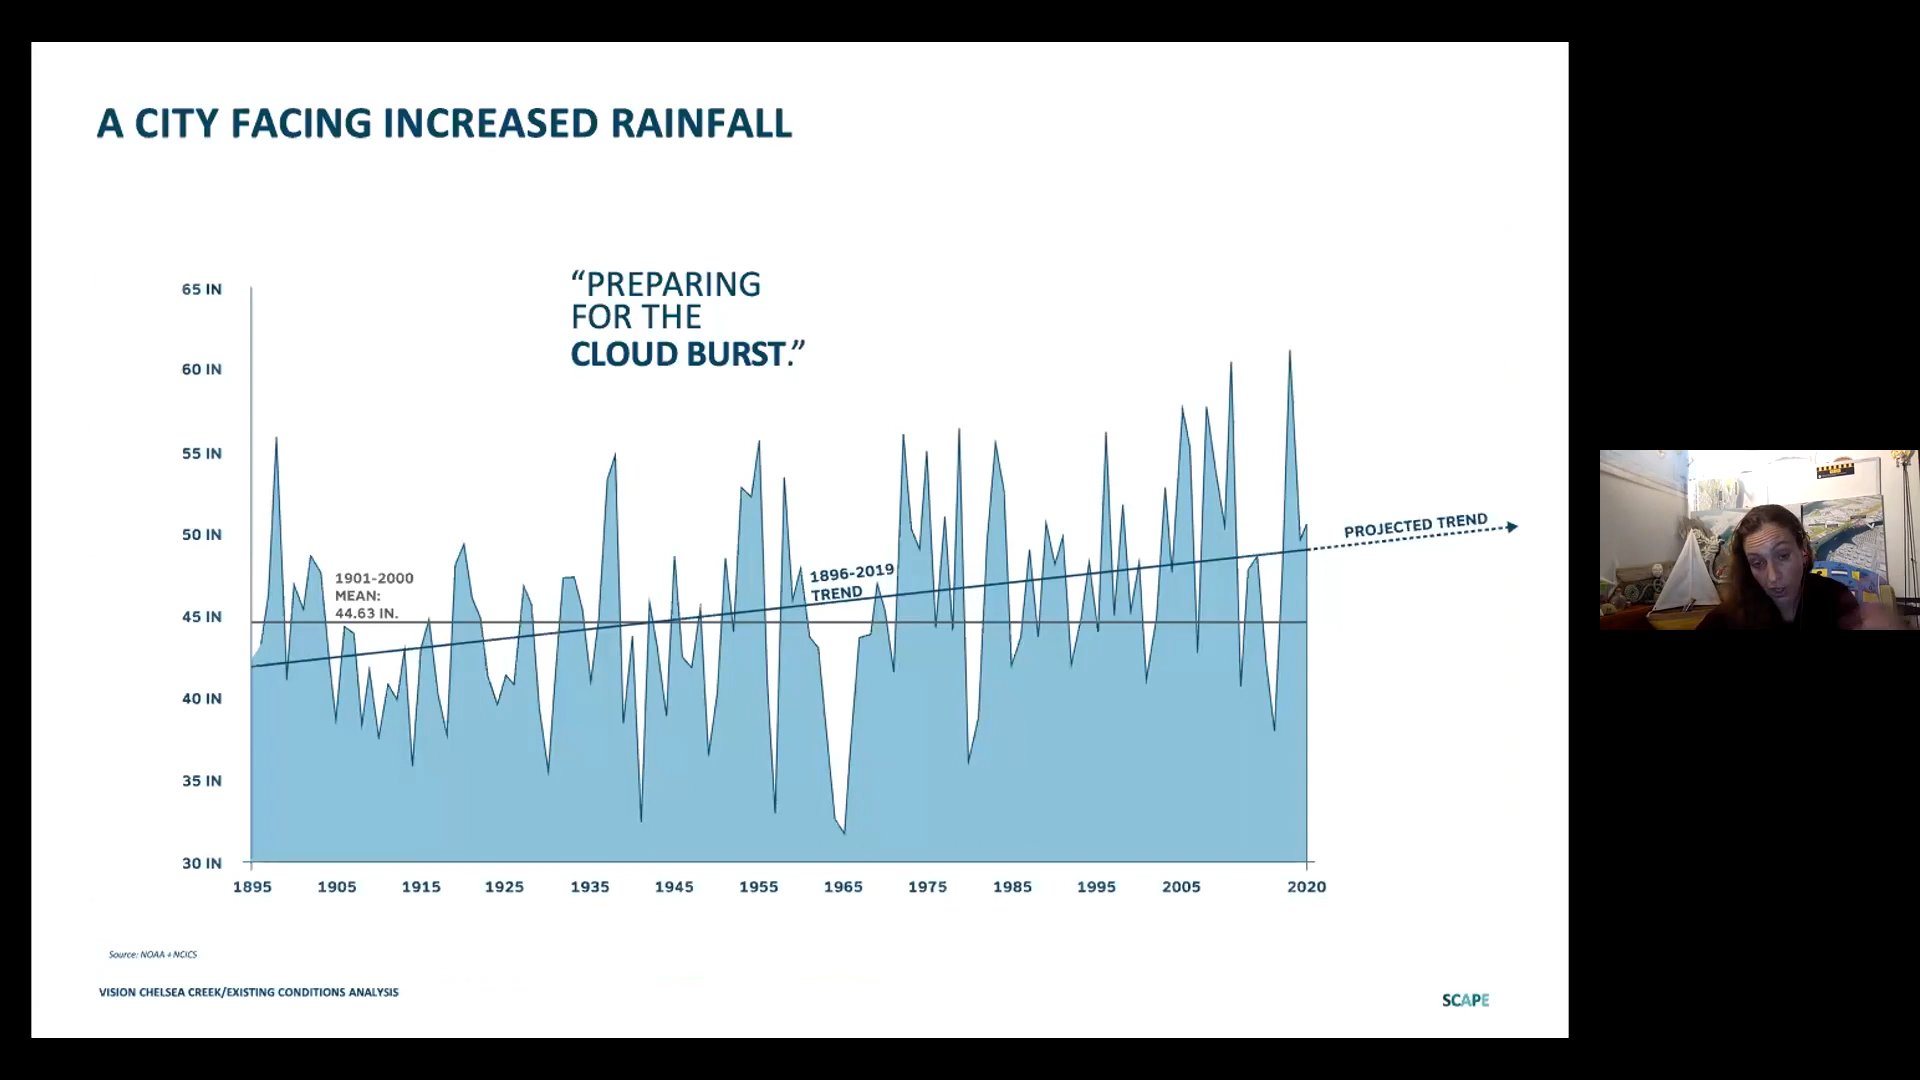 A CITY FACING INCREASED RAINFALL
“PREPARING
FOR THE
CLOUD BURST.”
65 IN
60 IN
55 IN
50 IN
45 IN
40 IN
35 IN
30 IN
1901-2000
MEAN:
44.63 IN.
1896-2019
TREND
PROJECTED TREND
1895 1905 1915 1925 1935 1945 1955 1965 1975 1985 1995 2005 2020
Source: NOAA + NCICS
VISION CHELSEA CREEK/EXISTING CONDITIONS ANALYSIS
SCAPE